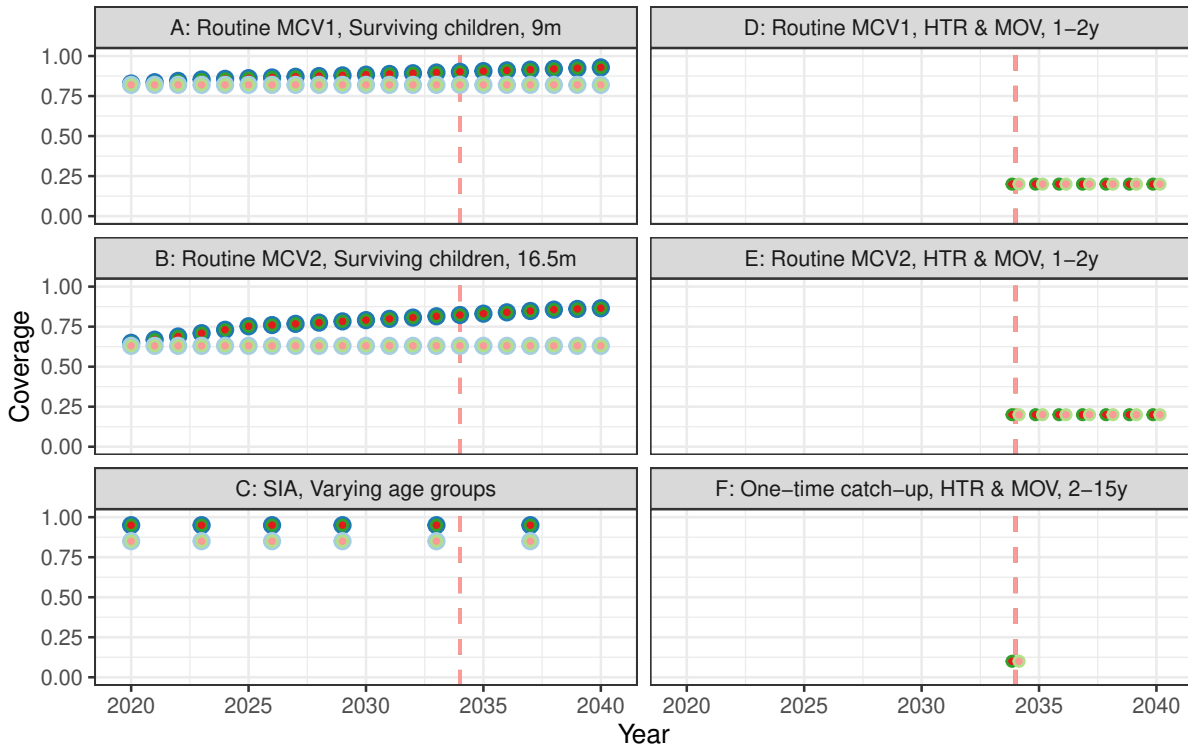 A: Routine MCV1, Surviving children, 9m
1.00
0.75
0.50
0.25
0.00
D: Routine MCV1, HTR & MOV, 1−2y
B: Routine MCV2, Surviving children, 16.5m
1.00
0.75
0.50
0.25
0.00
E: Routine MCV2, HTR & MOV, 1−2y
Coverage
C: SIA, Varying age groups
1.00
0.75
0.50
0.25
0.00
F: One−time catch−up, HTR & MOV, 2−15y
2020 2025 2030 2035 2040
2020 2025 2030 2035 2040
Year